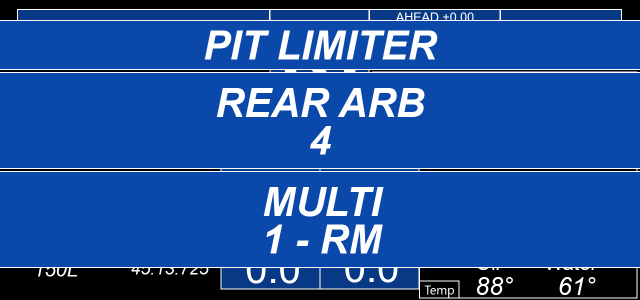 AHEAD +0.00
PIT LIMITER
REAR ARB
4
MULTI
1 - RM
150L 45:13.725 0.0 0.0
Temp 88° 61°